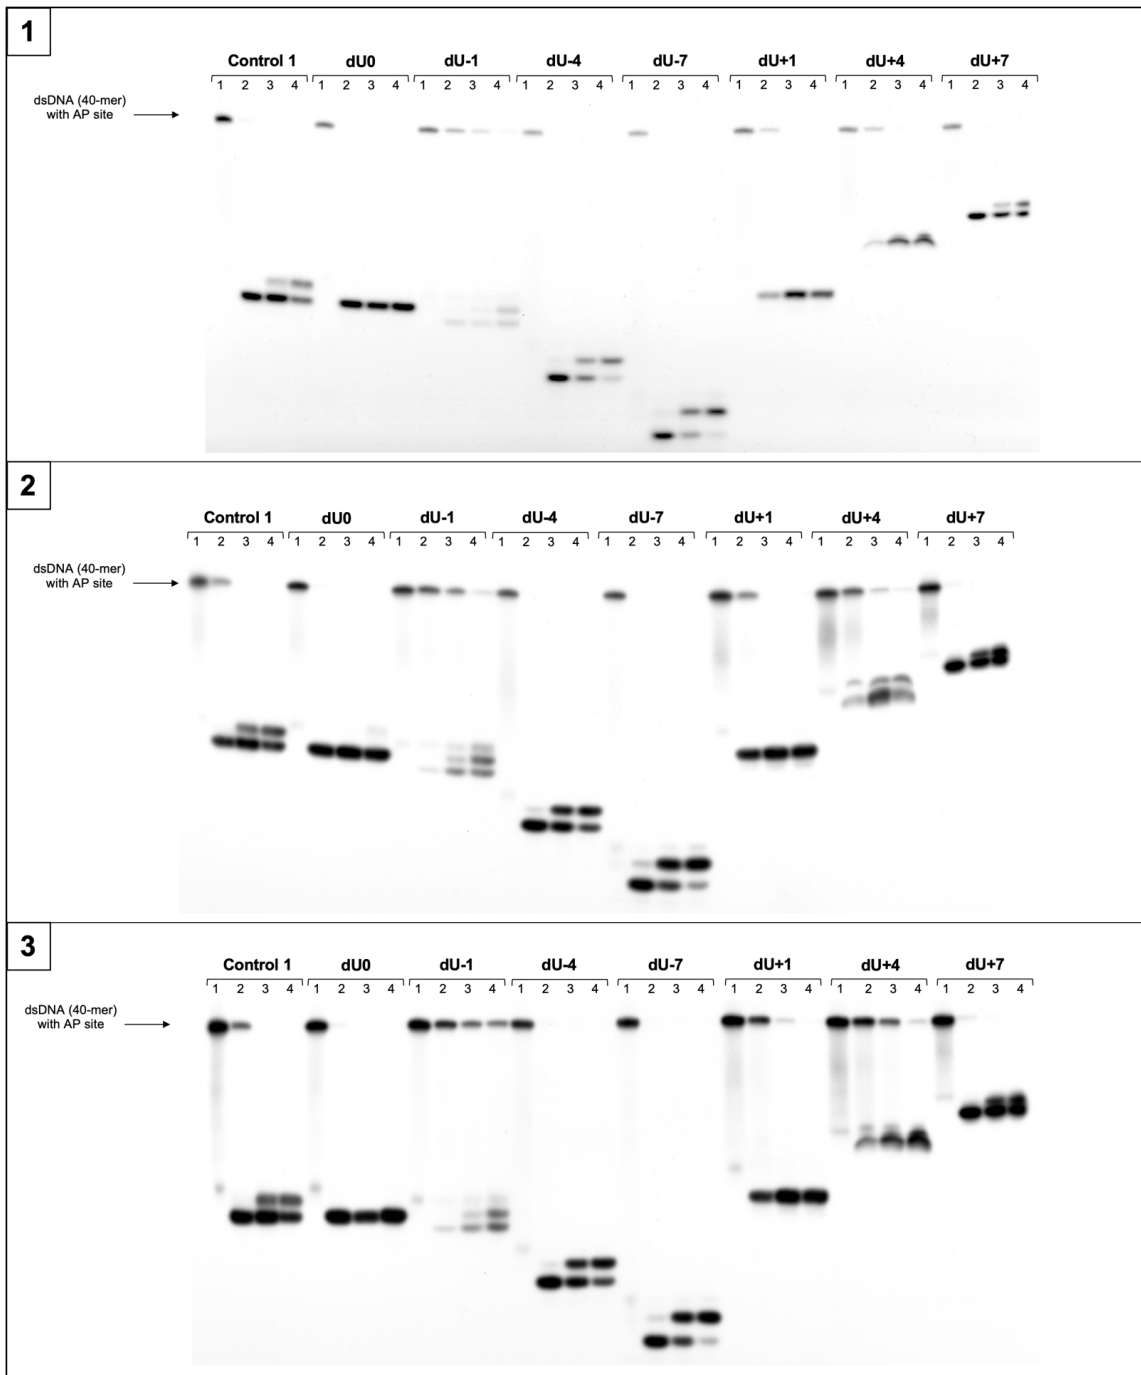 1
Control 1 dU0 dU-1 dU-4 dU-7 dU+1 dU+4 dU+7
1 2 3 4 1 2 3 4 1 2 3 4 1 2 3 4 1 2 3 4 1 2 3 4 1 2 3 4 1 2 3 4
dsDNA (40-mer)
with AP site
2
Control 1 dU0 dU-1 dU-4 dU-7 dU+1 dU+4 dU+7
1 2 3 4 1 2 3 4 1 2 3 4 1 2 3 4 1 2 3 4 1 2 3 4 1 2 3 4 1 2 3 4
dsDNA (40-mer)
with AP site
3
Control 1 dU0 dU-1 dU-4 dU-7 dU+1 dU+4 dU+7
1 2 3 4 1 2 3 4 1 2 3 4 1 2 3 4 1 2 3 4 1 2 3 4 1 2 3 4 1 2 3 4
dsDNA (40-mer)
with AP site